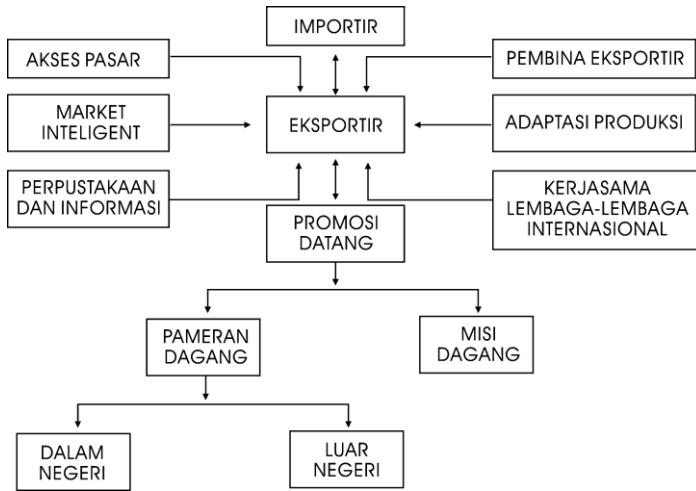 IMPORTIR
AKSES PASAR
PEMBINA EKSPORTIR
MARKET
INTELIGENT
EKSPORTIR
ADAPTASI PRODUKSI
PERPUSTAKAAN
DAN INFORMASI
KERJASAMA
LEMBAGA-LEMBAGA
INTERNASIONAL
PROMOSI
DATANG
PAMERAN
DAGANG
MISI
DAGANG
DALAM
NEGERI
LUAR
NEGERI